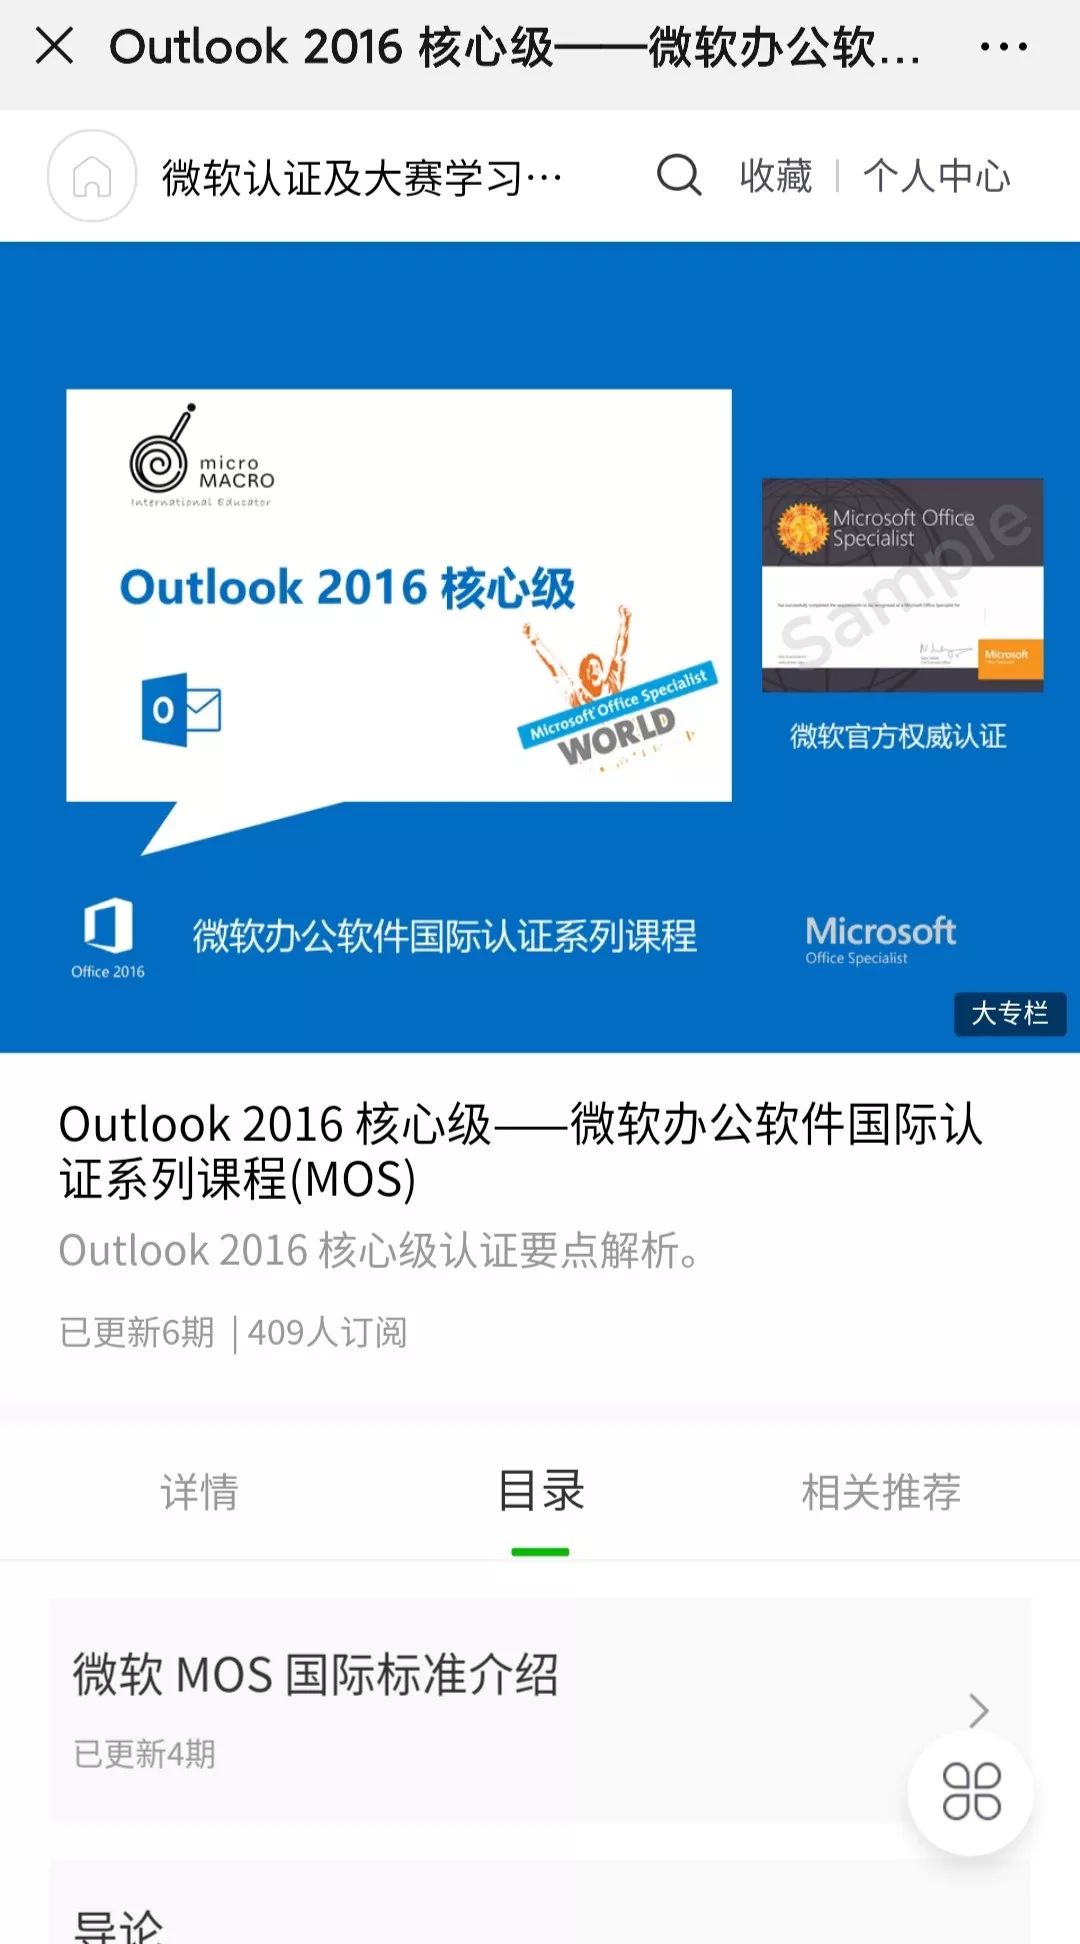 Outlook 2016 核心级——微软办公软...
微软认证及大赛学习…
收藏
个人中心
micro
MACRO
International Educator
Outlook 2016 核心级
Microsoft Office Specialist
WORLD
Microsoft Office
Specialist
Sample
Microsoft
微软官方权威认证
Office 2016
微软办公软件国际认证系列课程
Microsoft
Office Specialist
大专栏
Outlook 2016 核心级——微软办公软件国际认
证系列课程(MOS)
Outlook 2016 核心级认证要点解析。
已更新6期 | 409人订阅
详情
目录
相关推荐
微软 MOS 国际标准介绍
已更新4期
导论